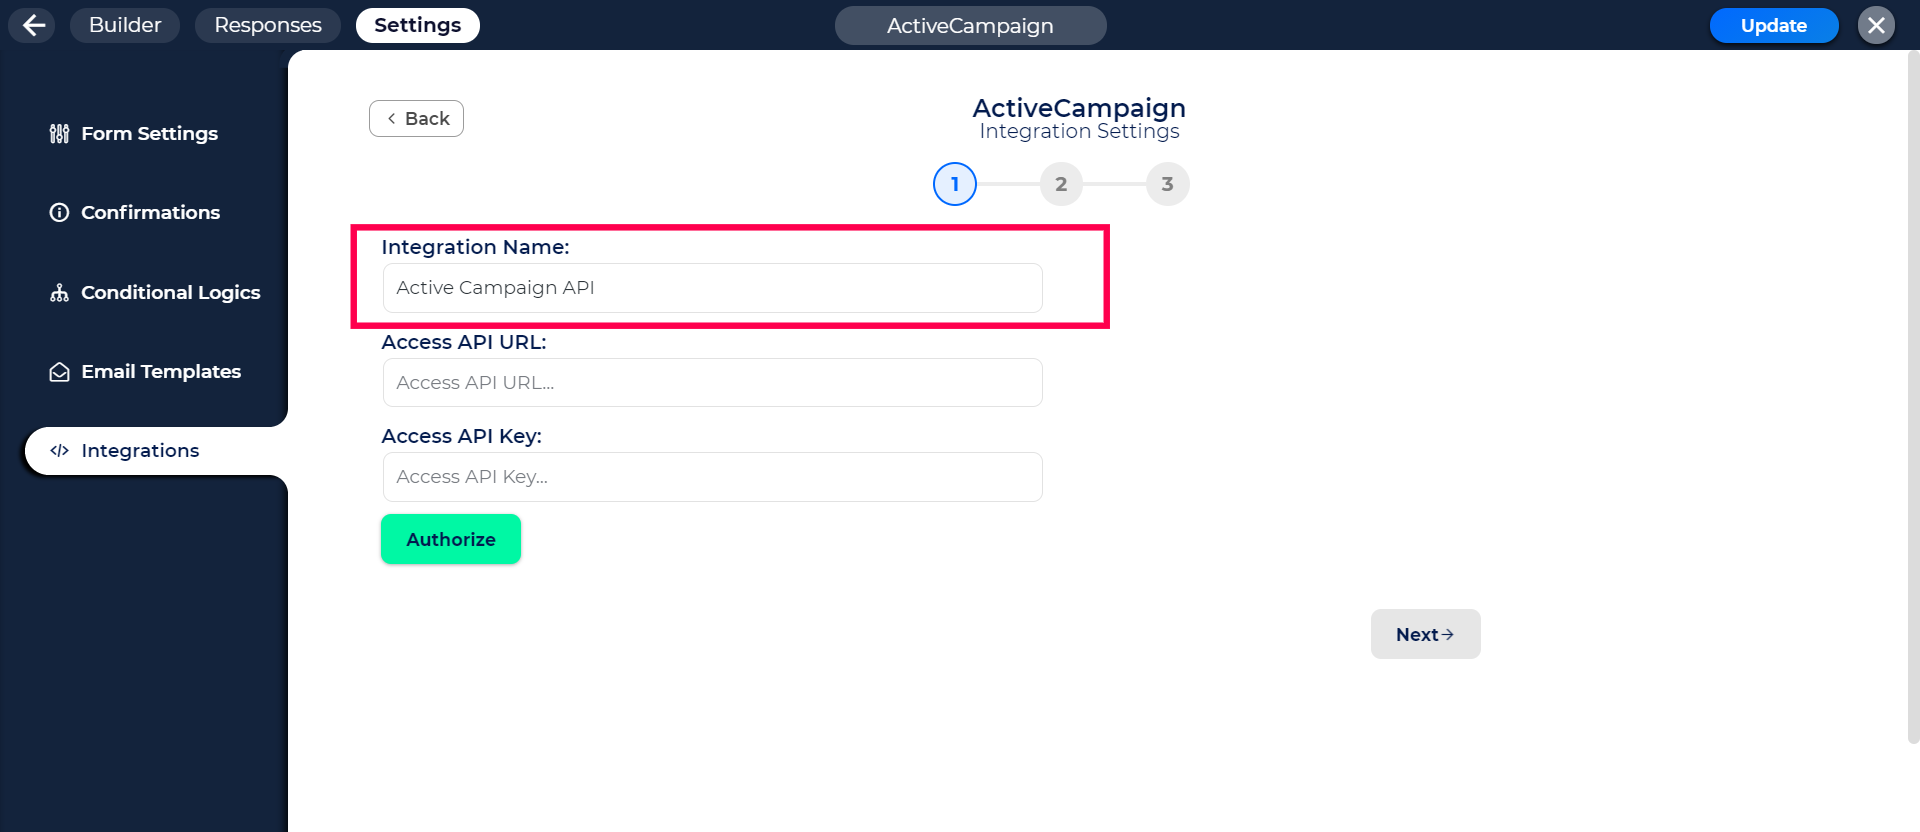 Builder
Responses
Settings
ActiveCampaign
Update
Form Settings
Confirmations
Conditional Logics
Email Templates
Integrations
Back
ActiveCampaign
Integration Settings
1
2
3
Integration Name:
Active Campaign API
Access API URL:
Access API URL...
Access API Key:
Access API Key...
Authorize
Next